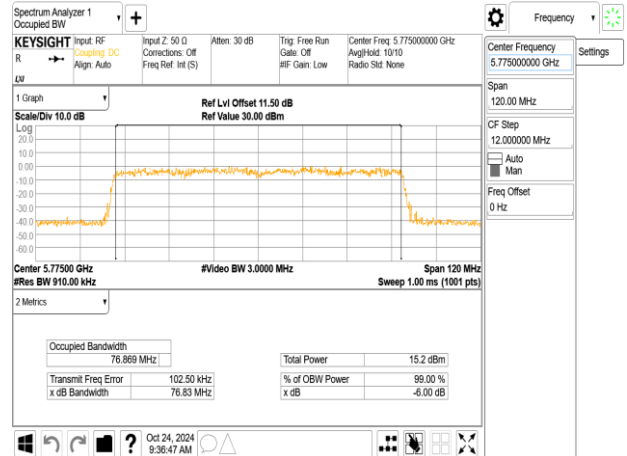 Spectrum Analyzer 1
Occupied BW
Frequency
KEYSIGHT
R
LXI
Input: RF
Coupling: DC
Align: Auto
Input Z: 50 Ω
Corrections: Off
Freq Ref: Int (S)
Atten: 30 dB
Trig: Free Run
Gate: Off
#IF Gain: Low
Center Freq: 5.775000000 GHz
Avg|Hold: 10/10
Radio Std: None
Center Frequency
5.775000000 GHz
Settings
Span
120.00 MHz
CF Step
12.000000 MHz
Auto
Man
Freq Offset
0 Hz
1 Graph
Scale/Div 10.0 dB
Ref Lvl Offset 11.50 dB
Ref Value 30.00 dBm
Log
20.0
10.0
0.00
-10.0
-20.0
-30.0
-40.0
-50.0
-60.0
Center 5.77500 GHz
#Res BW 910.00 kHz
#Video BW 3.0000 MHz
Span 120 MHz
Sweep 1.00 ms (1001 pts)
2 Metrics
Occupied Bandwidth
76.869 MHz
Total Power 15.2 dBm
Transmit Freq Error 102.50 kHz
% of OBW Power 99.00 %
x dB Bandwidth 76.83 MHz
x dB -6.00 dB
?
Oct 24, 2024
9:36:47 AM